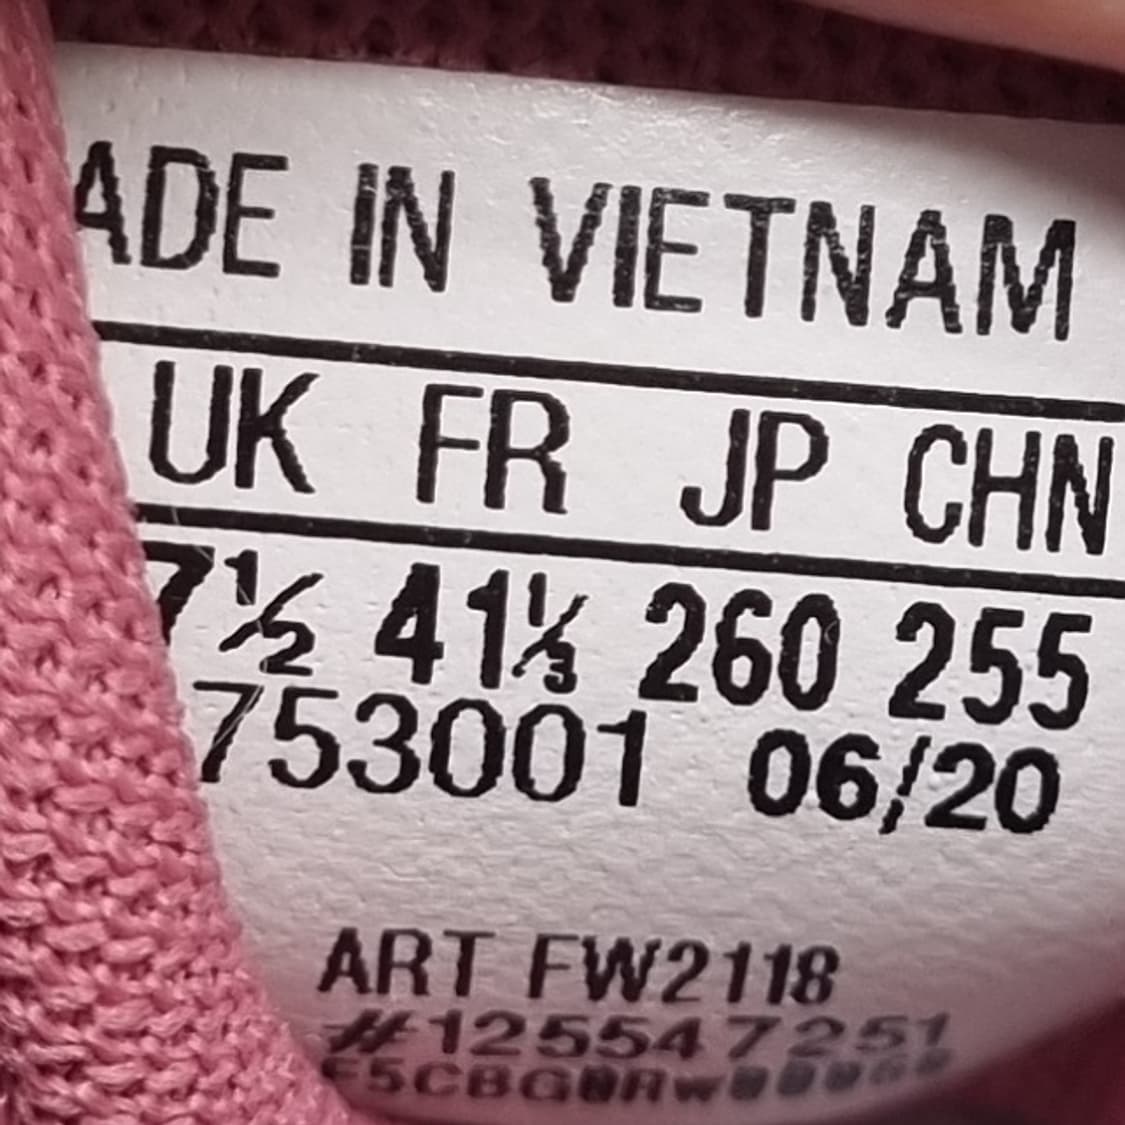 ADE IN VIETNAM
UK FR JP CHN
7½ 41⅓ 260 255
753001 06/20
ART FW2118
#125547251